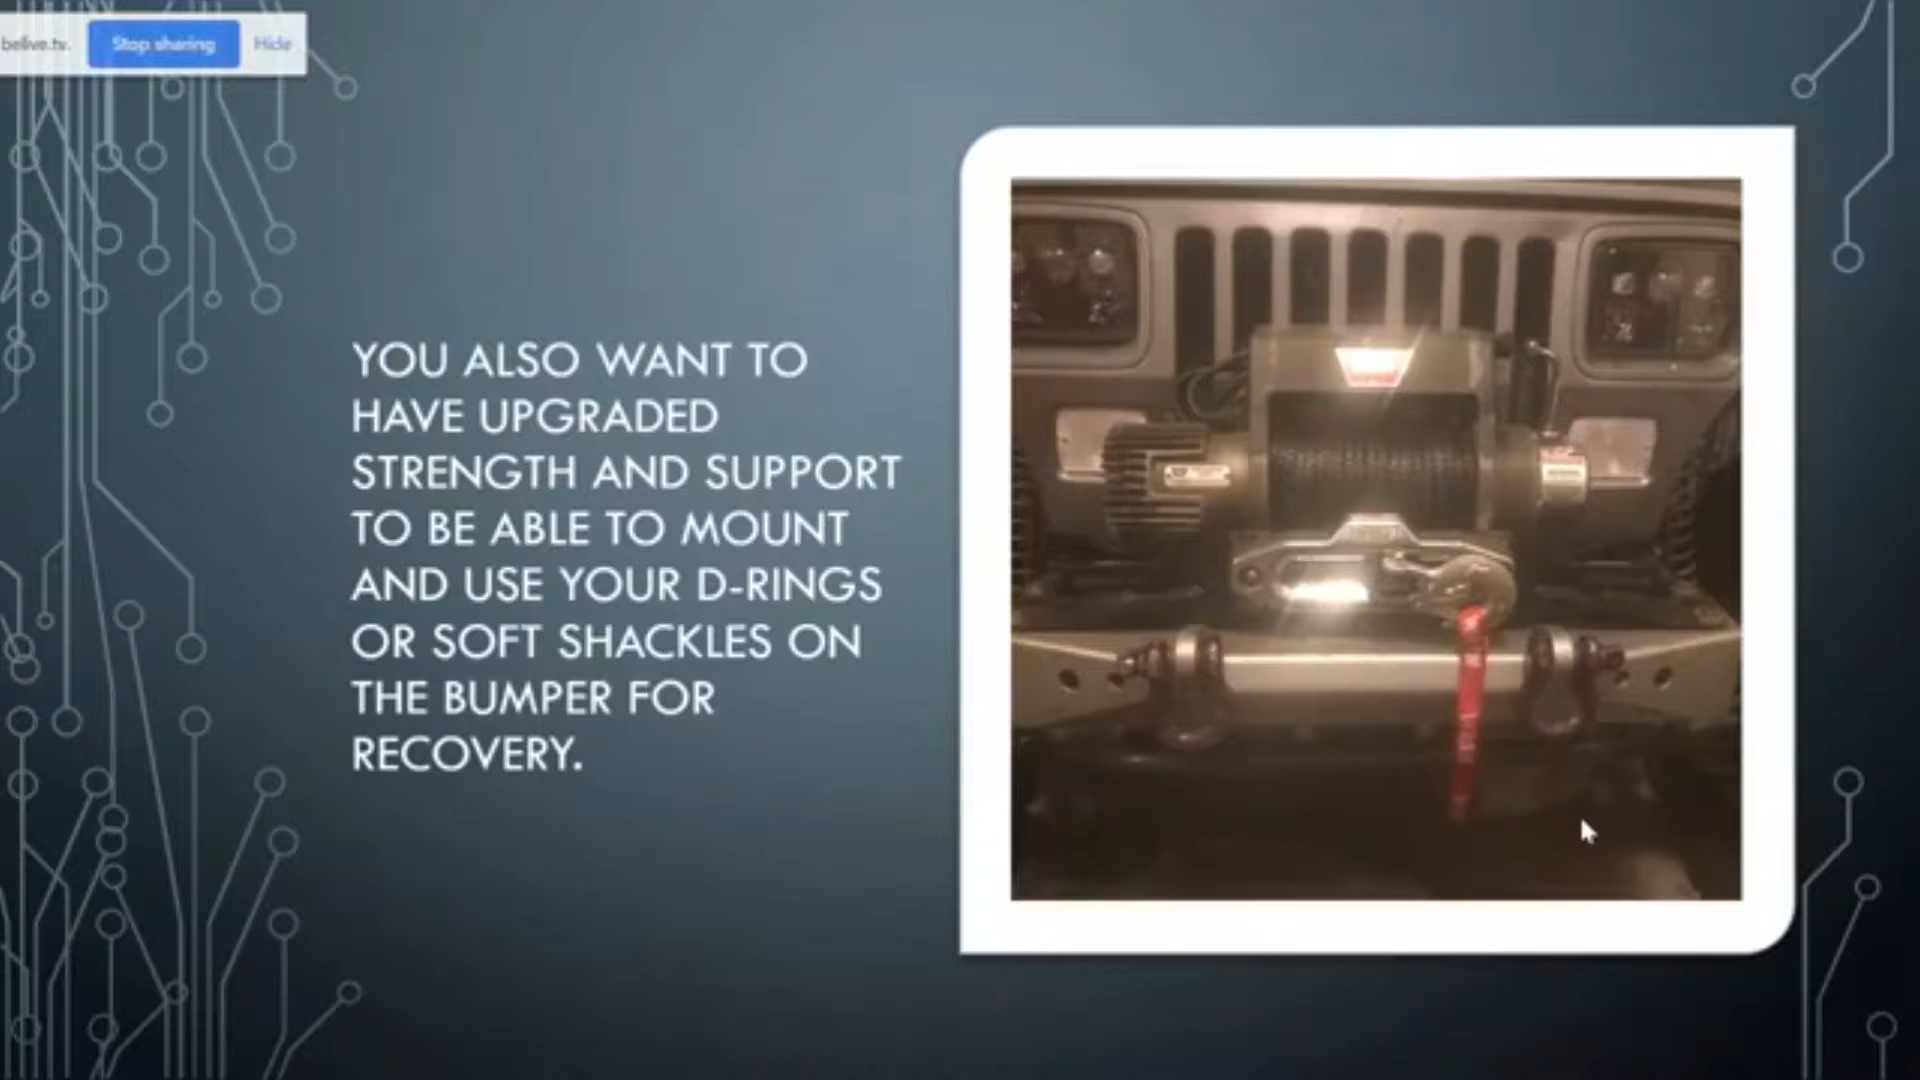 belive.tv.
Stop sharing
Hide
YOU ALSO WANT TO
HAVE UPGRADED
STRENGTH AND SUPPORT
TO BE ABLE TO MOUNT
AND USE YOUR D-RINGS
OR SOFT SHACKLES ON
THE BUMPER FOR
RECOVERY.